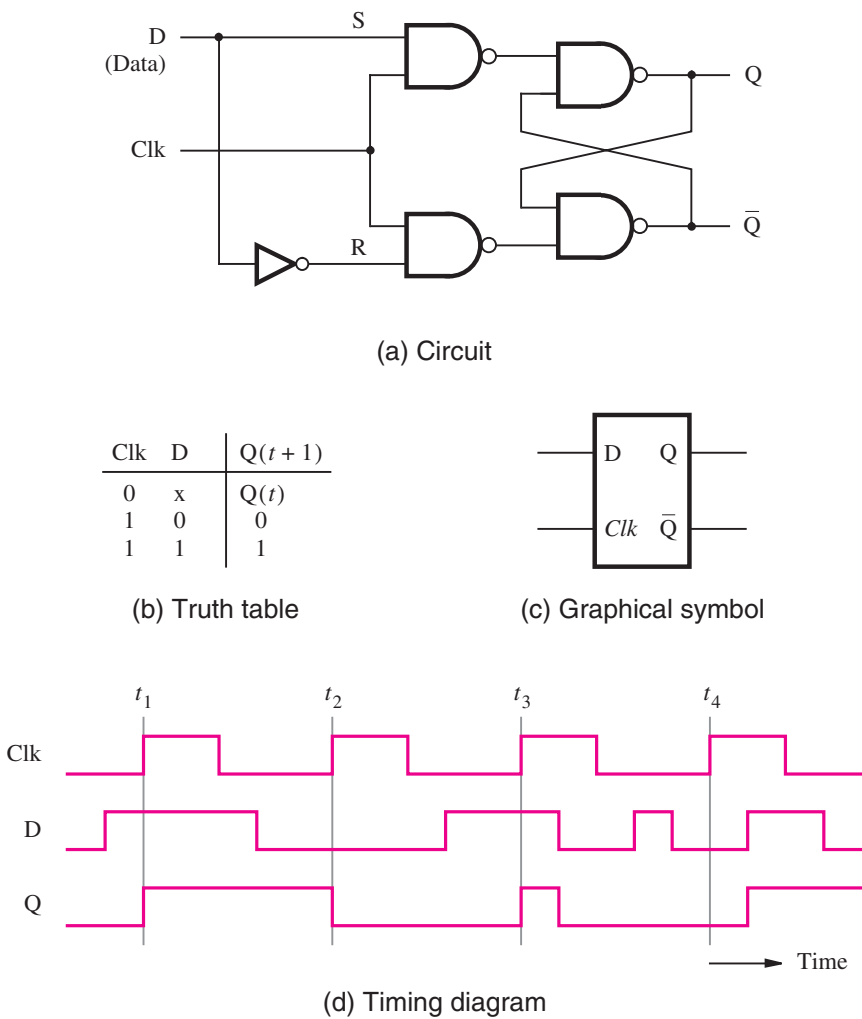 D
(Data)
S
Clk
R
Q
Q̅
(a) Circuit
Clk D Q(t + 1)
0 x Q(t)
1 0 0
1 1 1
(b) Truth table
D Q
Clk Q̅
(c) Graphical symbol
t1 t2 t3 t4
Clk
D
Q
Time
(d) Timing diagram